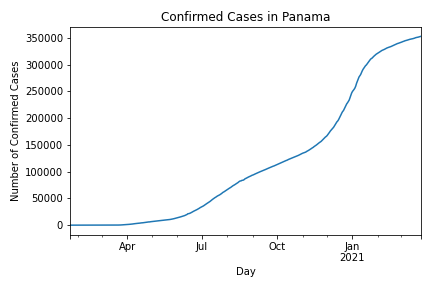 Confirmed Cases in Panama
Number of Confirmed Cases
350000
300000
250000
200000
150000
100000
50000
0
Apr
Jul
Oct
Jan
2021
Day